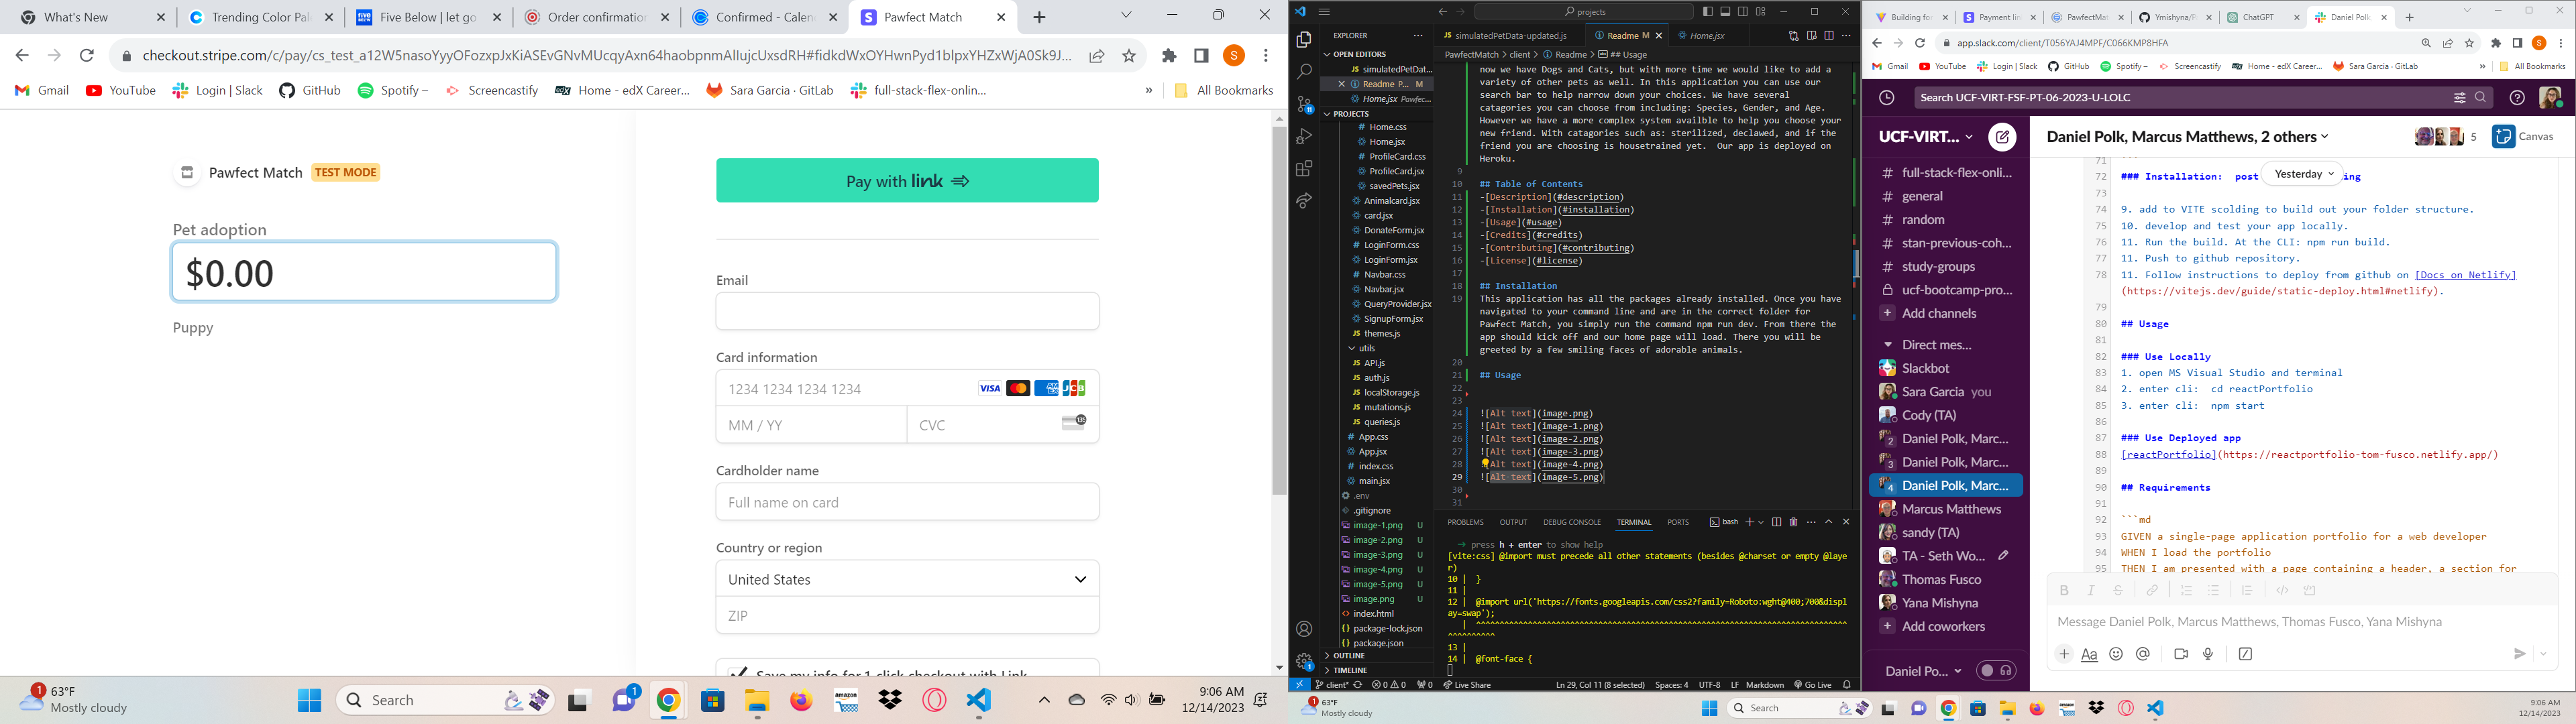 What's New
Trending Color Pal
Five Below | let go
Order confirmation
Confirmed - Calen
Pawfect Match
checkout.stripe.com/c/pay/cs_test_a12W5nasoYyyOFozxpJxKiASEvGNvMUcqyAxn64haobpnmAIlujcUxsdRH#fidkdWxOYHwnPyd1blpxYHZxWjA0Sk9J...
Gmail
YouTube
Login | Slack
GitHub
Spotify –
Screencastify
Home - edX Career...
Sara Garcia · GitLab
full-stack-flex-onlin...
»
All Bookmarks
Pawfect Match
TEST MODE
Pet adoption
$0.00
Puppy
Pay with link
Email
Card information
1234 1234 1234 1234
VISA
MM / YY
CVC
Cardholder name
Full name on card
Country or region
United States
ZIP
Save my info for 1-click checkout with Link
63°F
Mostly cloudy
Search
9:06 AM
12/14/2023
projects
EXPLORER
OPEN EDITORS
simulatedPetDat...
Readme P... M
Home.jsx Pawfec...
PROJECTS
Home.css
Home.jsx
ProfileCard.css
ProfileCard.jsx
savedPets.jsx
Animalcard.jsx
card.jsx
DonateForm.jsx
LoginForm.css
LoginForm.jsx
Navbar.css
Navbar.jsx
QueryProvider.jsx
SignupForm.jsx
themes.js
utils
API.js
auth.js
localStorage.js
mutations.js
queries.js
App.css
App.jsx
index.css
main.jsx
.env
.gitignore
image-1.png U
image-2.png U
image-3.png U
image-4.png U
image-5.png U
image.png U
index.html
package-lock.json
package.json
OUTLINE
TIMELINE
simulatedPetData-updated.js
Readme M
Home.jsx
PawfectMatch > client > Readme > ## Usage
now we have Dogs and Cats, but with more time we would like to add a
variety of other pets as well. In this application you can use our
search bar to help narrow down your choices. We have several
catagories you can choose from including: Species, Gender, and Age.
However we have a more complex system availble to help you choose your
new friend. With catagories such as: sterilized, declawed, and if the
friend you are choosing is housetrained yet. Our app is deployed on
Heroku.
9
10 ## Table of Contents
11 -[Description](#description)
12 -[Installation](#installation)
13 -[Usage](#usage)
14 -[Credits](#credits)
15 -[Contributing](#contributing)
16 -[License](#license)
17
18 ## Installation
19 This application has all the packages already installed. Once you have
navigated to your command line and are in the correct folder for
Pawfect Match, you simply run the command npm run dev. From there the
app should kick off and our home page will load. There you will be
greeted by a few smiling faces of adorable animals.
20
21 ## Usage
22
23
24 ![Alt text](image.png)
25 ![Alt text](image-1.png)
26 ![Alt text](image-2.png)
27 ![Alt text](image-3.png)
28 ![Alt text](image-4.png)
29 ![Alt text](image-5.png)
30
31
PROBLEMS OUTPUT DEBUG CONSOLE TERMINAL PORTS
bash
→ press h + enter to show help
[vite:css] @import must precede all other statements (besides @charset or empty @laye
r)
10 | }
11 |
12 | @import url('https://fonts.googleapis.com/css2?family=Roboto:wght@400;700&displ
ay=swap');
13 |
14 | @font-face {
client*
0 0
0
Live Share
Ln 29, Col 11 (8 selected)
Spaces: 4
UTF-8
LF
Markdown
Go Live
63°F
Mostly cloudy
Search
Building fo
Payment lin
PawfectMat
Ymishyna/P
ChatGPT
Daniel Polk,
app.slack.com/client/T056YAJ4MPF/C066KMP8HFA
Gmail
YouTube
Login | Slack
GitHub
Spotify –
Screencastify
Home - edX Career...
Sara Garcia · GitLab
»
All Bookmarks
Search UCF-VIRT-FSF-PT-06-2023-U-LOLC
UCF-VIRT...
# full-stack-flex-onli...
# general
# random
# stan-previous-coh...
# study-groups
ucf-bootcamp-pro...
Add channels
Direct mes...
Slackbot
Sara Garcia you
Cody (TA)
2 Daniel Polk, Marc...
3 Daniel Polk, Marc...
4 Daniel Polk, Marc...
Marcus Matthews
sandy (TA)
TA - Seth Wo...
Thomas Fusco
Yana Mishyna
Add coworkers
Daniel Po...
Daniel Polk, Marcus Matthews, 2 others
5
Canvas
Yesterday
71
72 ### Installation: post
73
74 9. add to VITE scolding to build out your folder structure.
75 10. develop and test your app locally.
76 11. Run the build. At the CLI: npm run build.
77 11. Push to github repository.
78 11. Follow instructions to deploy from github on [Docs on Netlify]
(https://vitejs.dev/guide/static-deploy.html#netlify).
79
80 ## Usage
81
82 ### Use Locally
83 1. open MS Visual Studio and terminal
84 2. enter cli: cd reactPortfolio
85 3. enter cli: npm start
86
87 ### Use Deployed app
88 [reactPortfolio](https://reactportfolio-tom-fusco.netlify.app/)
89
90 ## Requirements
91
92 ```md
93 GIVEN a single-page application portfolio for a web developer
94 WHEN I load the portfolio
95 THEN I am presented with a page containing a header, a section for
Message Daniel Polk, Marcus Matthews, Thomas Fusco, Yana Mishyna
9:06 AM
12/14/2023